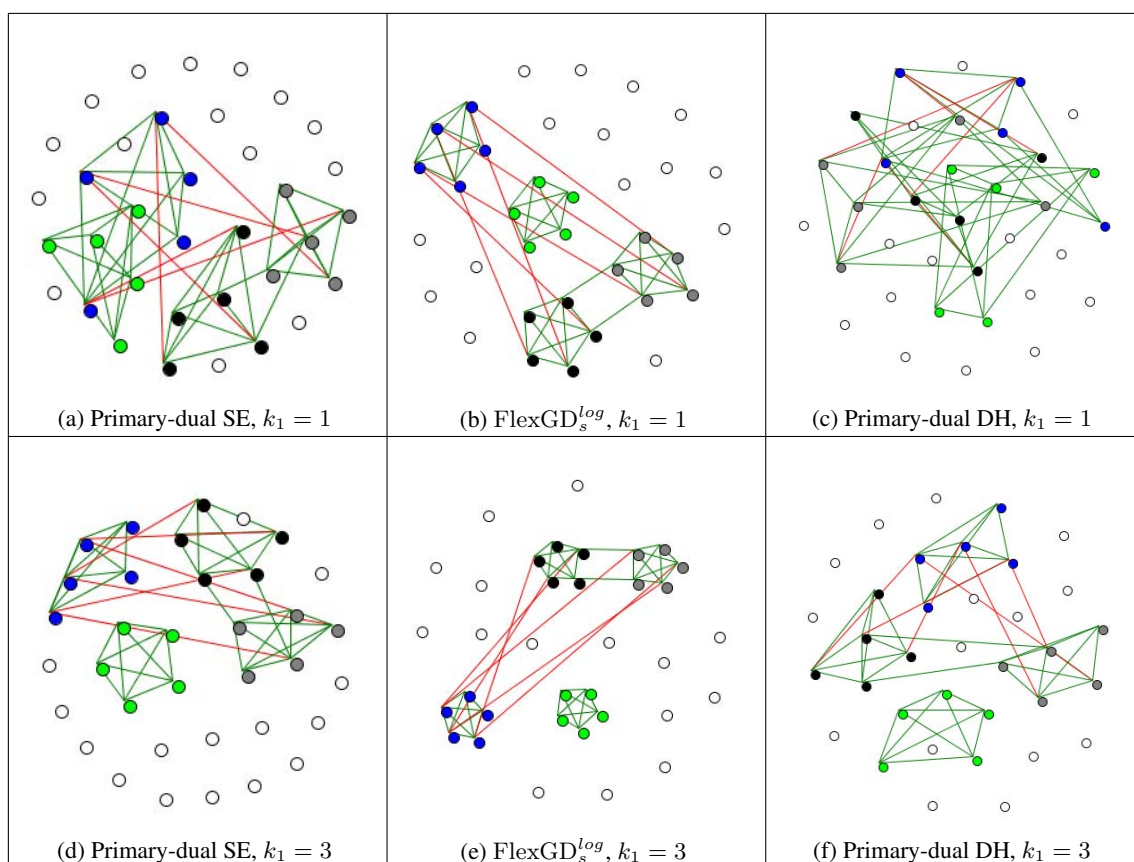 (a) Primary-dual SE, k₁ = 1
(b) FlexGDₛˡᵒᵍ, k₁ = 1
(c) Primary-dual DH, k₁ = 1
(d) Primary-dual SE, k₁ = 3
(e) FlexGDₛˡᵒᵍ, k₁ = 3
(f) Primary-dual DH, k₁ = 3